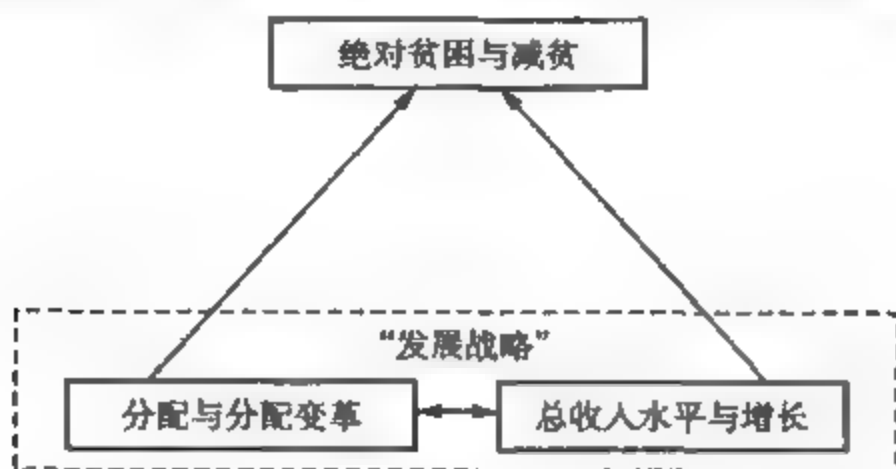 绝对贫困与减贫
“发展战略”
分配与分配变革
总收入水平与增长